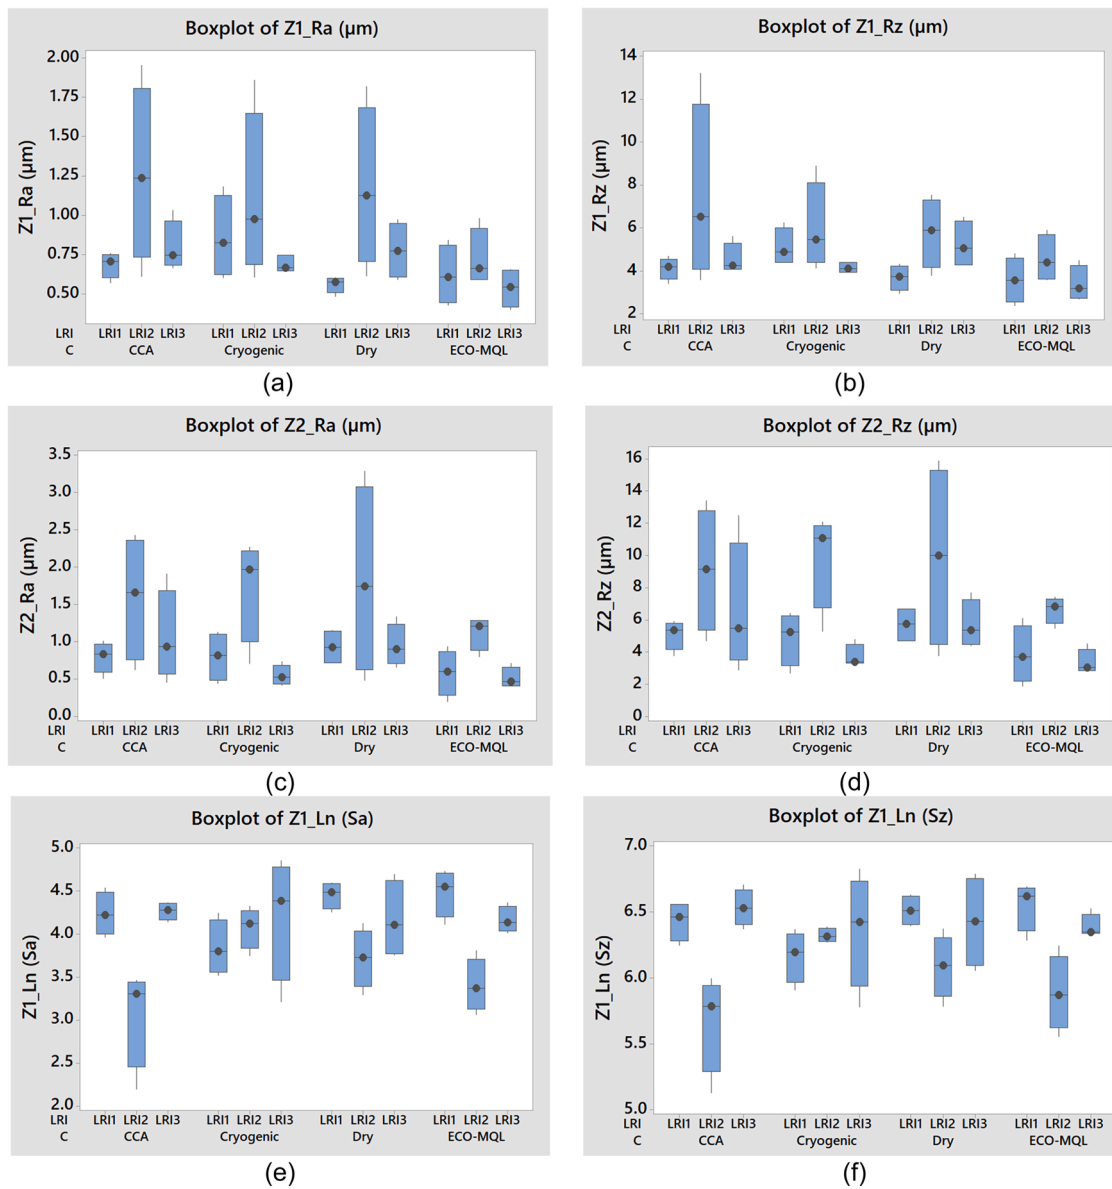 Boxplot of Z1_Ra (µm)
2.00
1.75
1.50
1.25
1.00
0.75
0.50
Z1_Ra (µm)
LRI LRI1 LRI2 LRI3 LRI1 LRI2 LRI3 LRI1 LRI2 LRI3 LRI1 LRI2 LRI3
C CCA Cryogenic Dry ECO-MQL
(a)
Boxplot of Z1_Rz (µm)
14
12
10
8
6
4
2
Z1_Rz (µm)
LRI LRI1 LRI2 LRI3 LRI1 LRI2 LRI3 LRI1 LRI2 LRI3 LRI1 LRI2 LRI3
C CCA Cryogenic Dry ECO-MQL
(b)
Boxplot of Z2_Ra (µm)
3.5
3.0
2.5
2.0
1.5
1.0
0.5
0.0
Z2_Ra (µm)
LRI LRI1 LRI2 LRI3 LRI1 LRI2 LRI3 LRI1 LRI2 LRI3 LRI1 LRI2 LRI3
C CCA Cryogenic Dry ECO-MQL
(c)
Boxplot of Z2_Rz (µm)
16
14
12
10
8
6
4
2
0
Z2_Rz (µm)
LRI LRI1 LRI2 LRI3 LRI1 LRI2 LRI3 LRI1 LRI2 LRI3 LRI1 LRI2 LRI3
C CCA Cryogenic Dry ECO-MQL
(d)
Boxplot of Z1_Ln (Sa)
5.0
4.5
4.0
3.5
3.0
2.5
2.0
Z1_Ln (Sa)
LRI LRI1 LRI2 LRI3 LRI1 LRI2 LRI3 LRI1 LRI2 LRI3 LRI1 LRI2 LRI3
C CCA Cryogenic Dry ECO-MQL
(e)
Boxplot of Z1_Ln (Sz)
7.0
6.5
6.0
5.5
5.0
Z1_Ln (Sz)
LRI LRI1 LRI2 LRI3 LRI1 LRI2 LRI3 LRI1 LRI2 LRI3 LRI1 LRI2 LRI3
C CCA Cryogenic Dry ECO-MQL
(f)